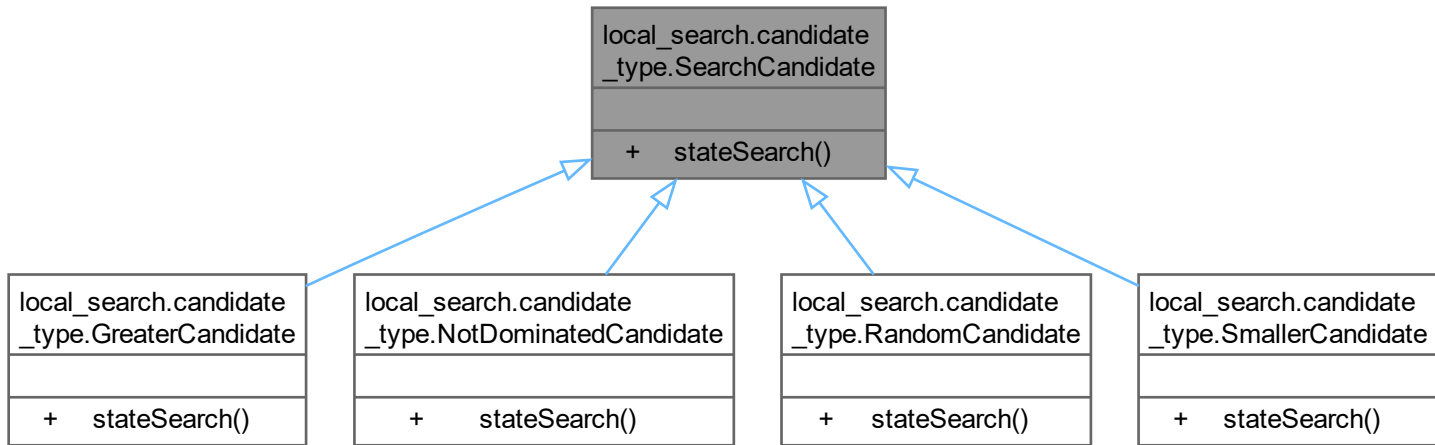 local_search.candidate
_type.SearchCandidate
+ stateSearch()
local_search.candidate
_type.GreaterCandidate
+ stateSearch()
local_search.candidate
_type.NotDominatedCandidate
+ stateSearch()
local_search.candidate
_type.RandomCandidate
+ stateSearch()
local_search.candidate
_type.SmallerCandidate
+ stateSearch()